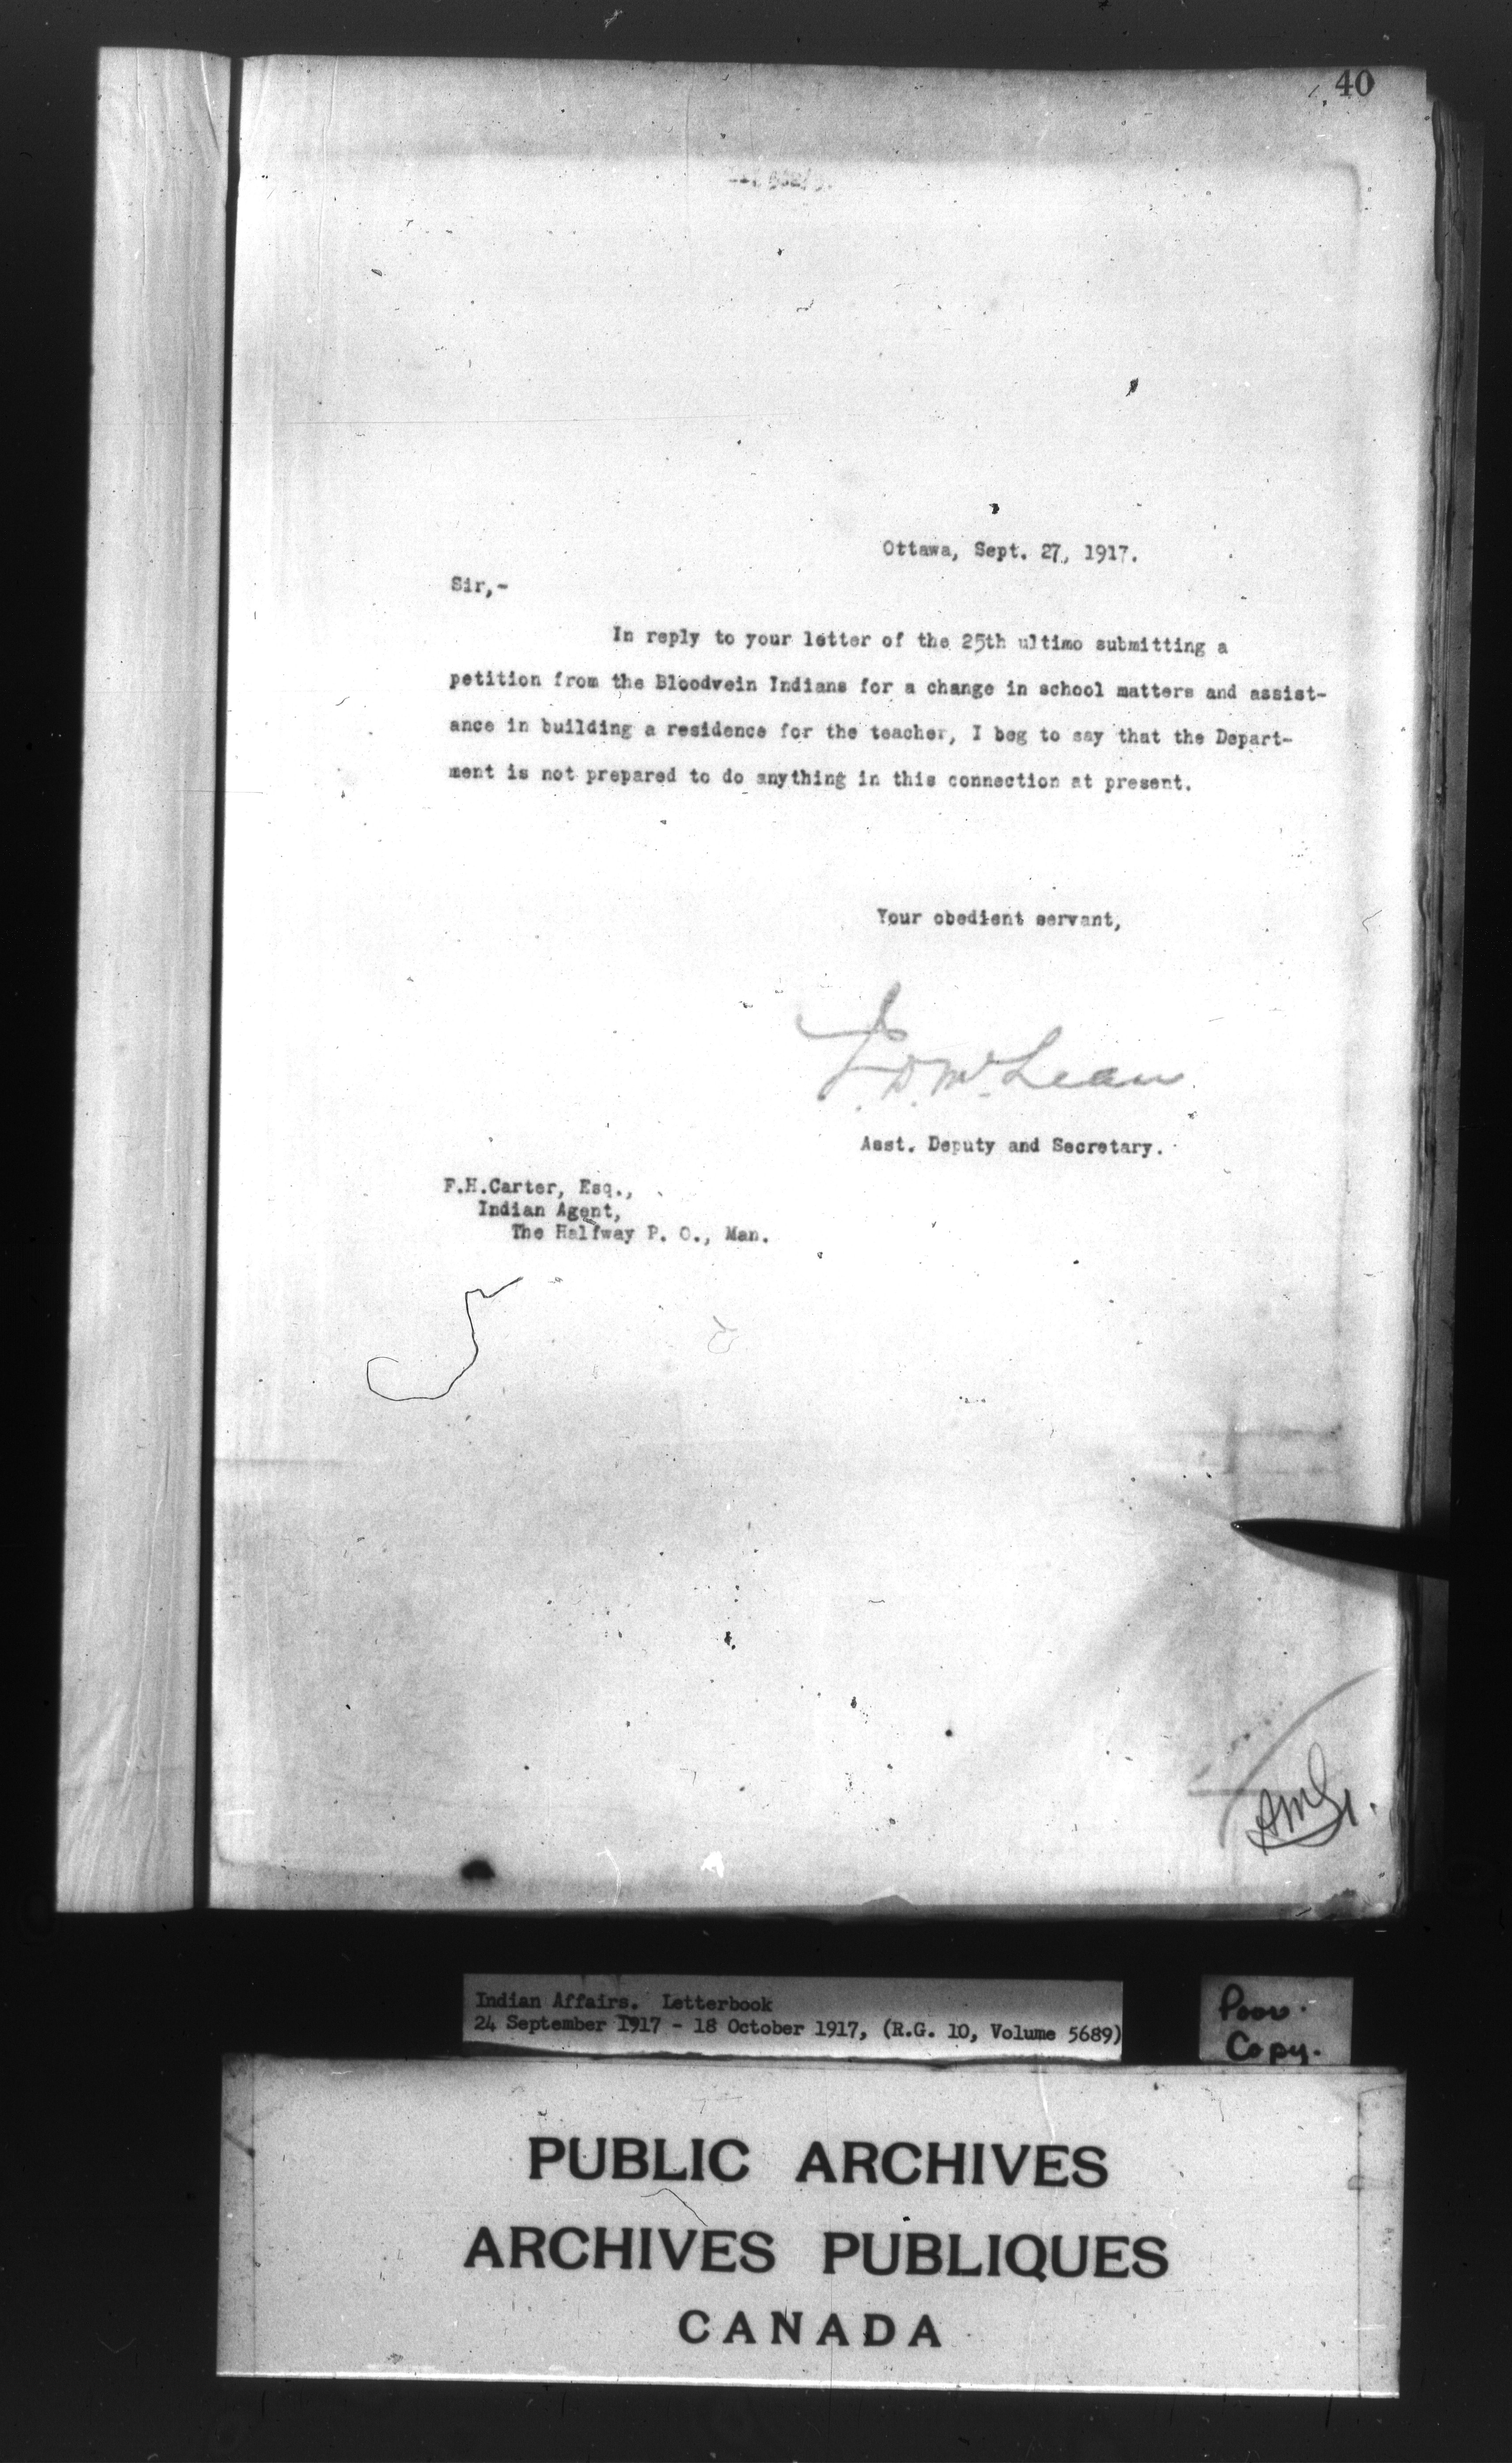 40
Ottawa, Sept. 27, 1917.
Sir,-
In reply to your letter of the 25th ultimo submitting a
petition from the Bloodvein Indians for a change in school matters and assist-
ance in building a residence for the teacher, I beg to say that the Depart-
ment is not prepared to do anything in this connection at present.
Your obedient servant,
J. D. McLean
Asst. Deputy and Secretary.
F.H.Carter, Esq.,
Indian Agent,
The Halfway P. O., Man.
Indian Affairs. Letterbook
24 September 1917 - 18 October 1917, (R.G. 10, Volume 5689)
Poor
Copy.
PUBLIC ARCHIVES
ARCHIVES PUBLIQUES
CANADA